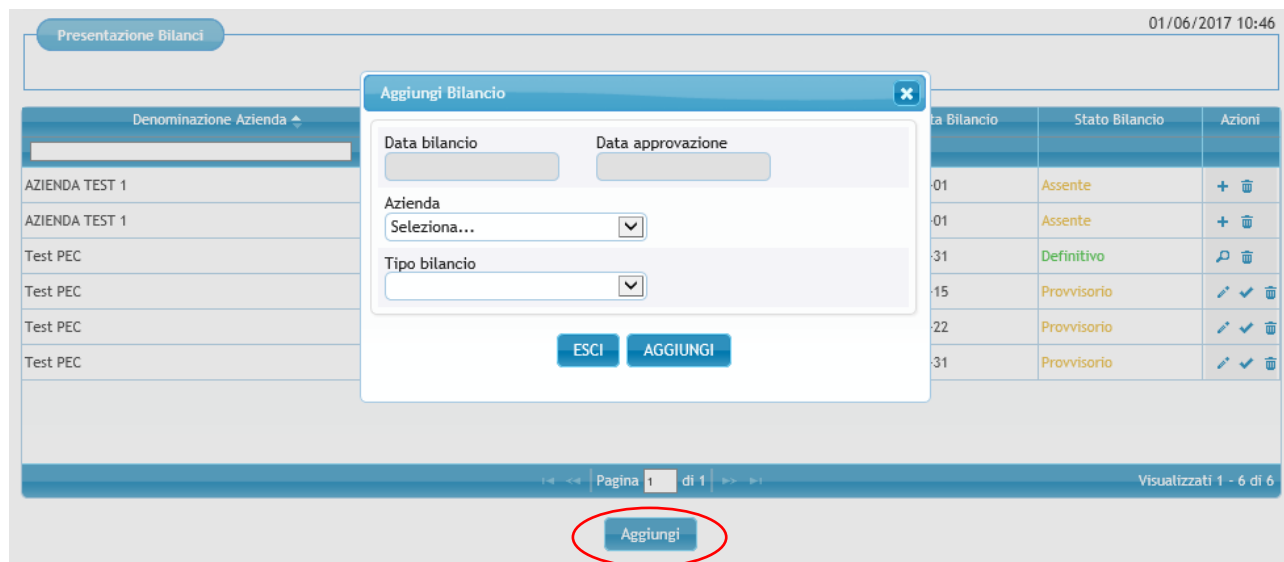 01/06/2017 10:46
Presentazione Bilanci
Aggiungi Bilancio
Denominazione Azienda
ta Bilancio
Stato Bilancio
Azioni
Data bilancio
Data approvazione
Azienda
Seleziona...
Tipo bilancio
ESCI
AGGIUNGI
AZIENDA TEST 1
-01
Assente
AZIENDA TEST 1
-01
Assente
Test PEC
-31
Definitivo
Test PEC
-15
Provvisorio
Test PEC
-22
Provvisorio
Test PEC
-31
Provvisorio
Pagina 1 di 1
Visualizzati 1 - 6 di 6
Aggiungi